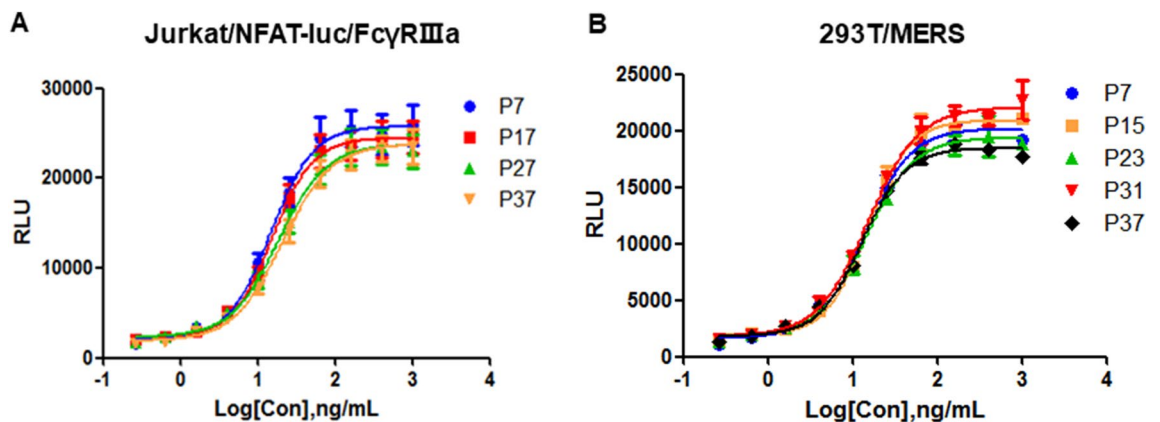 A
Jurkat/NFAT-luc/FcγRⅢa
30000
20000
10000
0
RLU
-1
0
1
2
3
4
Log[Con],ng/mL
P7
P17
P27
P37
B
293T/MERS
25000
20000
15000
10000
5000
0
RLU
-1
0
1
2
3
4
Log[Con],ng/mL
P7
P15
P23
P31
P37